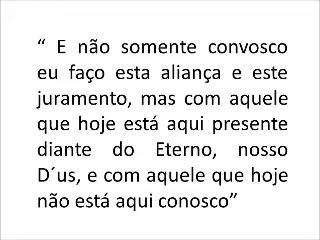 “ E não somente convosco
eu faço esta aliança e este
juramento, mas com aquele
que hoje está aqui presente
diante do Eterno, nosso
D´us, e com aquele que hoje
não está aqui conosco”